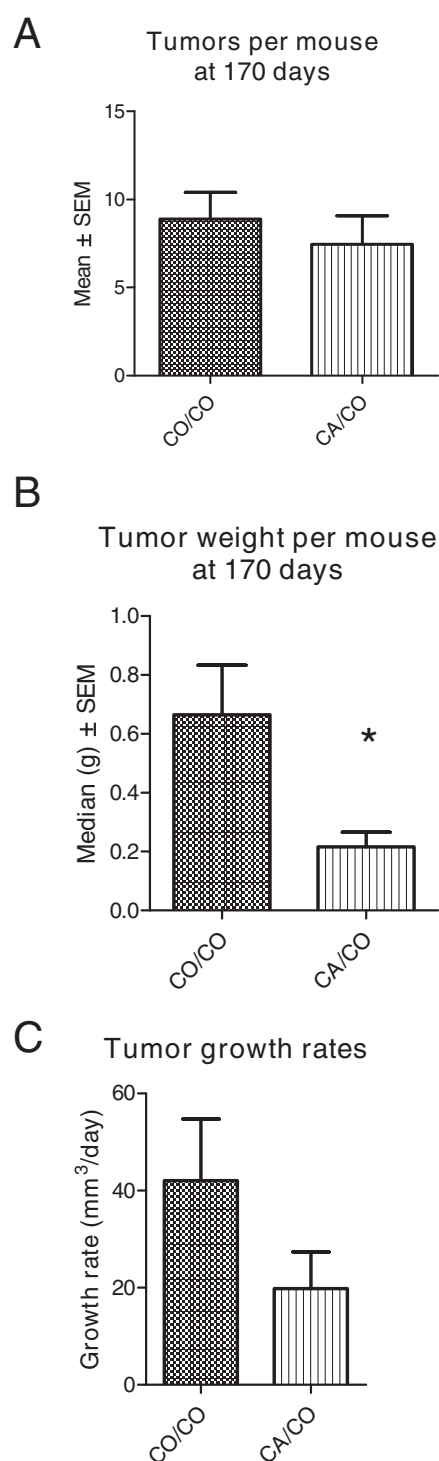 A
Tumors per mouse
at 170 days
Mean ± SEM
15
10
5
0
CO/CO
CA/CO
B
Tumor weight per mouse
at 170 days
Median (g) ± SEM
1.0
0.8
0.6
0.4
0.2
0.0
*
CO/CO
CA/CO
C
Tumor growth rates
Growth rate (mm³/day)
60
40
20
0
CO/CO
CA/CO